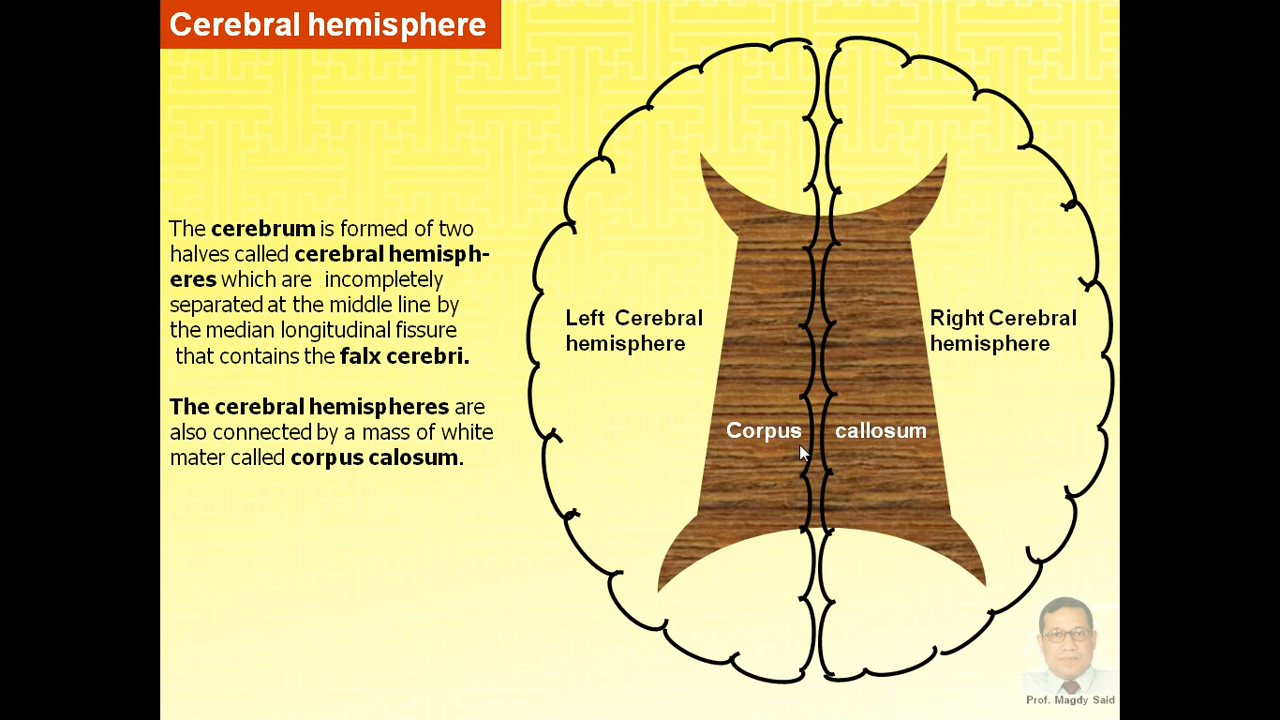 Cerebral hemisphere
The cerebrum is formed of two
halves called cerebral hemisph-
eres which are incompletely
separated at the middle line by
the median longitudinal fissure
that contains the falx cerebri.
The cerebral hemispheres are
also connected by a mass of white
mater called corpus calosum.
Left Cerebral
hemisphere
Right Cerebral
hemisphere
Corpus callosum
Prof. Magdy Said